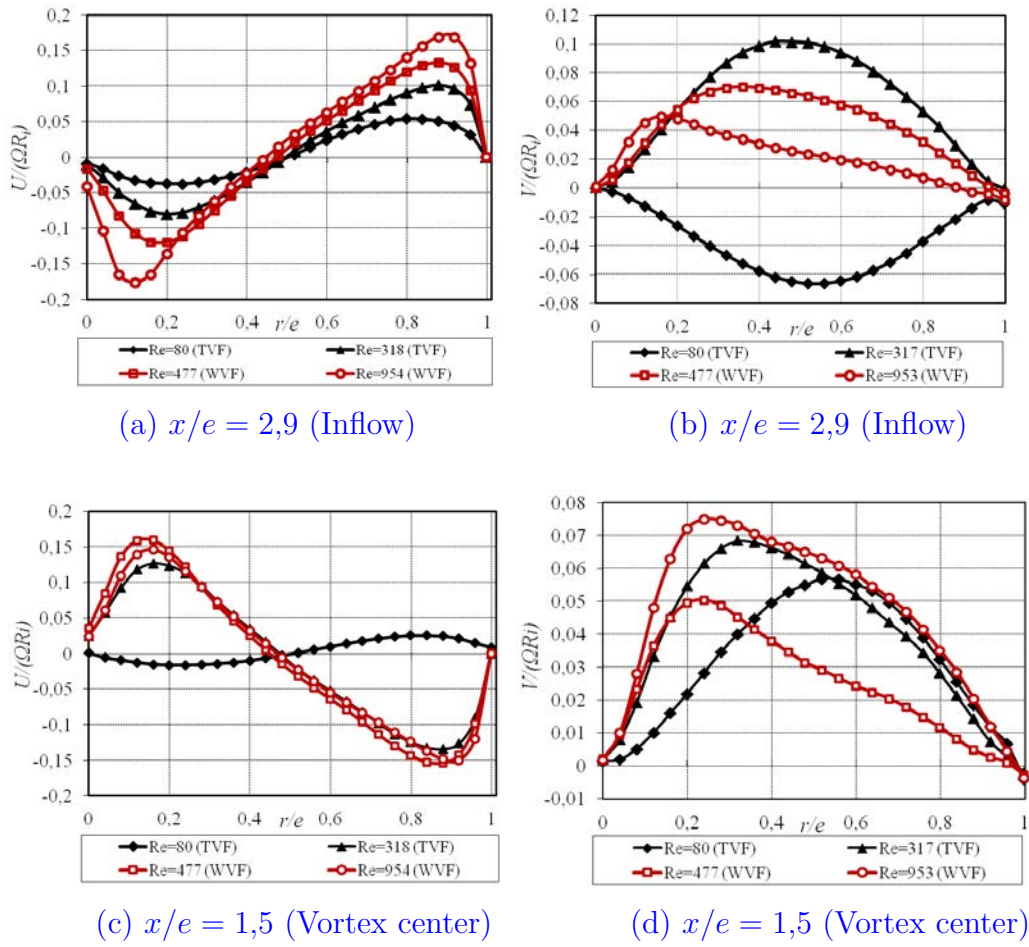 0,2
0,15
0,1
0,05
0
-0,05
-0,1
-0,15
-0,2
U/(ΩRi)
0 0,2 0,4 r/e 0,6 0,8 1
Re=80 (TVF) Re=318 (TVF)
Re=477 (WVF) Re=954 (WVF)
(a) x/e = 2,9 (Inflow)
0,12
0,1
0,08
0,06
0,04
0,02
0
-0,02
-0,04
-0,06
-0,08
V/(ΩRi)
0 0,2 0,4 r/e 0,6 0,8 1
Re=80 (TVF) Re=317 (TVF)
Re=477 (WVF) Re=953 (WVF)
(b) x/e = 2,9 (Inflow)
0,2
0,15
0,1
0,05
0
-0,05
-0,1
-0,15
-0,2
U/(ΩRi)
0 0,2 0,4 r/e 0,6 0,8 1
Re=80 (TVF) Re=318 (TVF)
Re=477 (WVF) Re=954 (WVF)
(c) x/e = 1,5 (Vortex center)
0,08
0,07
0,06
0,05
0,04
0,03
0,02
0,01
0
-0,01
V/(ΩRi)
0 0,2 0,4 r/e 0,6 0,8 1
Re=80 (TVF) Re=317 (TVF)
Re=477 (WVF) Re=953 (WVF)
(d) x/e = 1,5 (Vortex center)